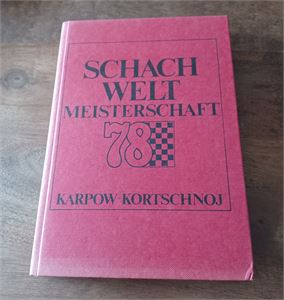 SCHACH
WELT
MEISTERSCHAFT
78
KARPOW KORTSCHNOJ